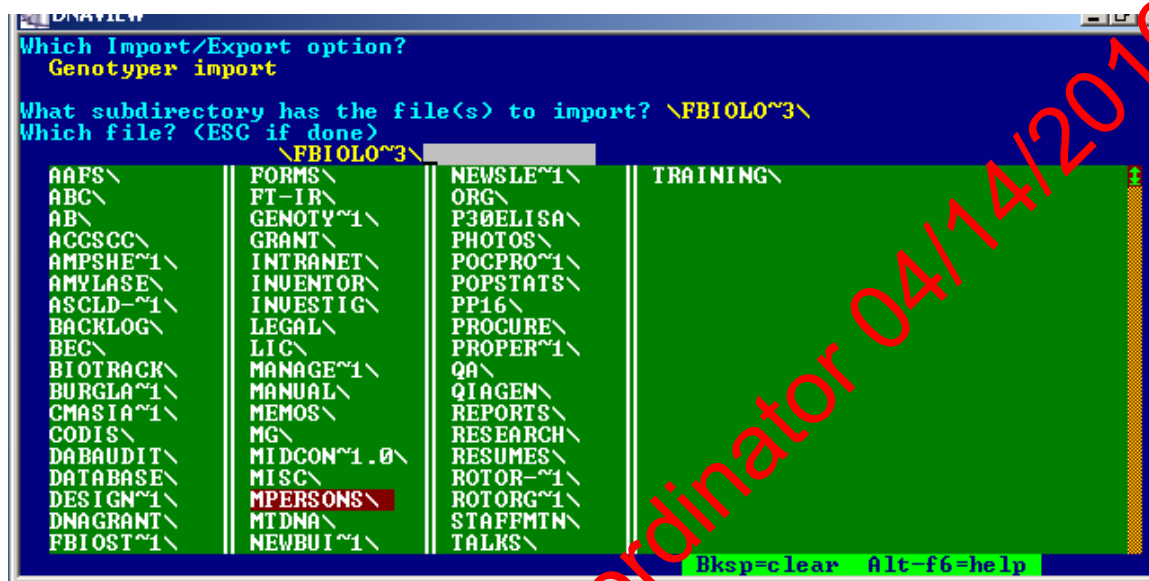 DNAVIEW
Which Import/Export option?
Genotyper import
What subdirectory has the file(s) to import? \FBIOLO~3\
Which file? (ESC if done)
\FBIOLO~3\
AAFS\ FORMS\ NEWSLE~1\ TRAINING\
ABC\ FT-IR\ ORG\
AB\ GENOTY~1\ P30ELISA\
ACCSCC\ GRANT\ PHOTOS\
AMPSHE~1\ INTRANET\ POCPRO~1\
AMYLASE\ INVENTOR\ POPSTATS\
ASCLD-~1\ INVESTIG\ PP16\
BACKLOG\ LEGAL\ PROCURE\
BEC\ LIC\ PROPER~1\
BIOTRACK\ MANAGE~1\ QA\
BURGLA~1\ MANUAL\ QIAGEN\
CMASIA~1\ MEMOS\ REPORTS\
CODIS\ MG\ RESEARCH\
DABAUDIT\ MIDCON~1.0\ RESUMES\
DATABASE\ MISC\ ROTOR-~1\
DESIGN~1\ MPERSONS\ ROTORG~1\
DNAGRANT\ MTDNA\ STAFFMTN\
FBIOST~1\ NEWBUI~1\ TALKS\
Bksp=clear Alt-f6=help
rdinator 04/14/201